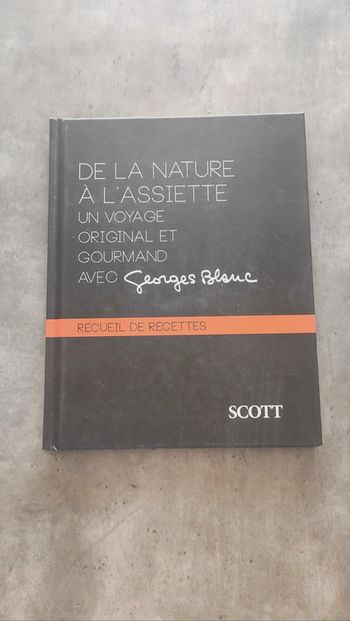 DE LA NATURE
À L'ASSIETTE
UN VOYAGE
ORIGINAL ET
GOURMAND
AVEC Georges Blanc
RECUEIL DE RECETTES
SCOTT